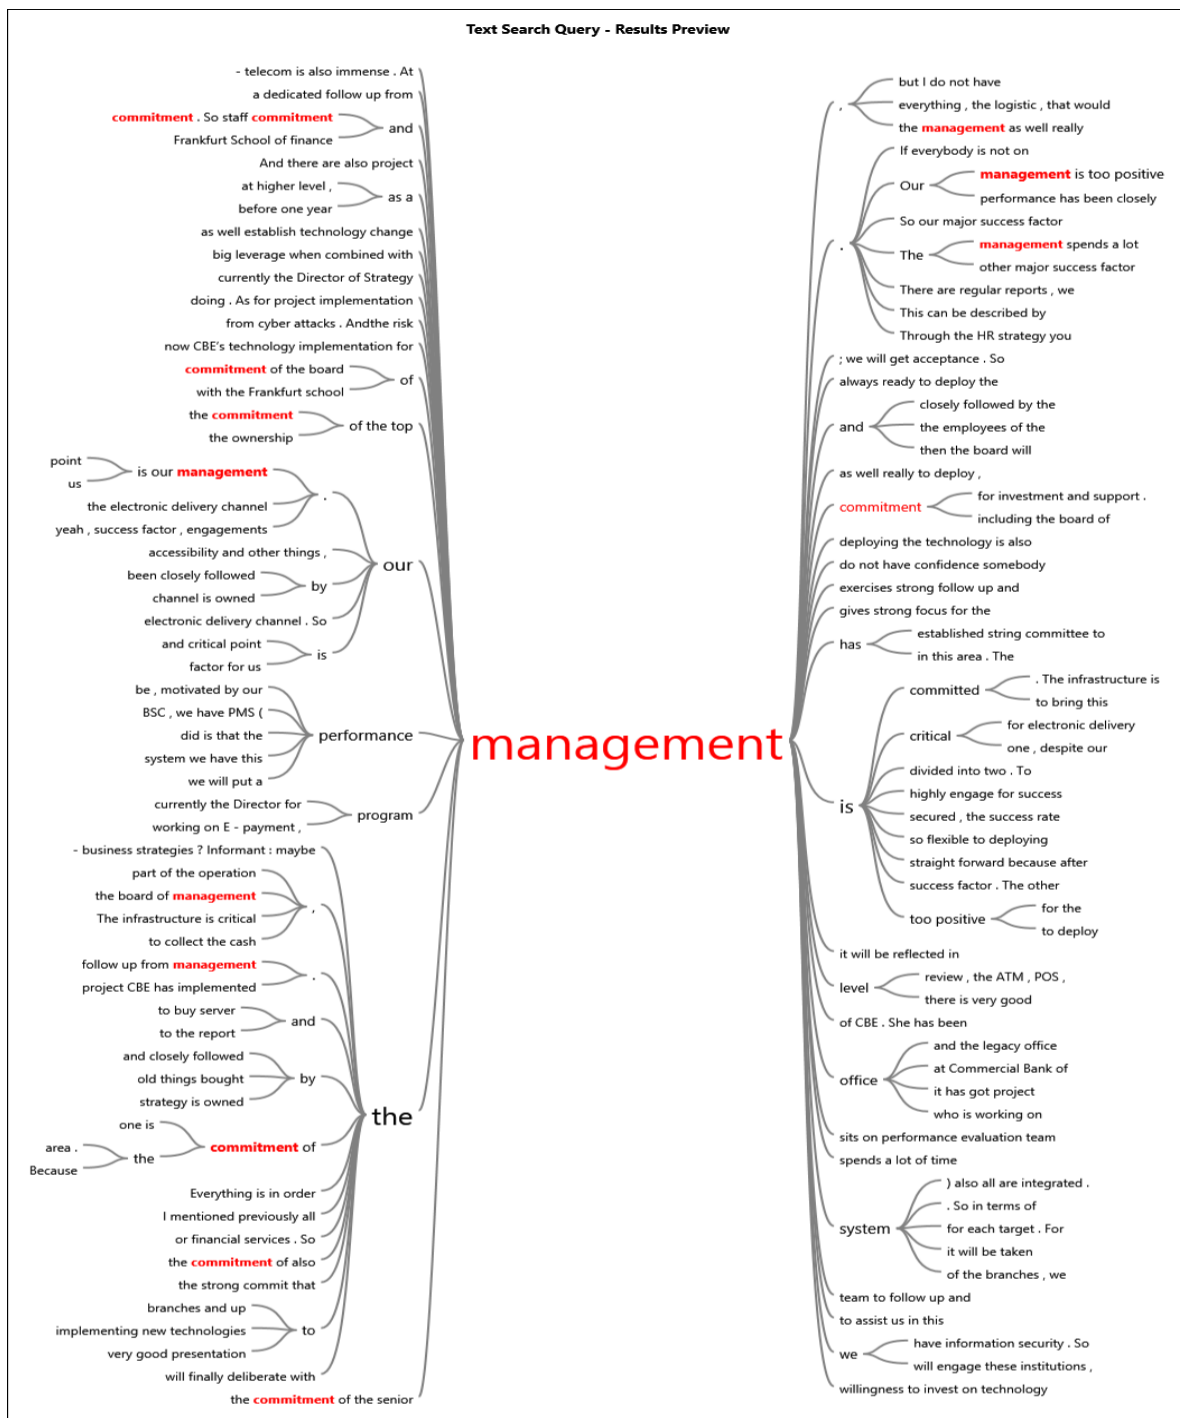 Text Search Query - Results Preview
- telecom is also immense . At
a dedicated follow up from
commitment . So staff commitment
Frankfurt School of finance
and
And there are also project
at higher level ,
before one year
as a
as well establish technology change
big leverage when combined with
currently the Director of Strategy
doing . As for project implementation
from cyber attacks . Andthe risk
now CBE's technology implementation for
commitment of the board
with the Frankfurt school
of
the commitment
the ownership
of the top
point
us
is our management
the electronic delivery channel
yeah , success factor , engagements
.
accessibility and other things ,
been closely followed
channel is owned
by
electronic delivery channel . So
and critical point
factor for us
is
our
be , motivated by our
BSC , we have PMS (
did is that the
system we have this
we will put a
performance
currently the Director for
working on E - payment ,
program
- business strategies ? Informant : maybe
part of the operation
the board of management
The infrastructure is critical
to collect the cash
,
follow up from management
project CBE has implemented
.
to buy server
to the report
and
and closely followed
old things bought
strategy is owned
by
one is
area .
Because
the
commitment of
Everything is in order
I mentioned previously all
or financial services . So
the commitment of also
the strong commit that
branches and up
implementing new technologies
very good presentation
to
will finally deliberate with
the
the commitment of the senior
management
,
but I do not have
everything , the logistic , that would
the management as well really
.
If everybody is not on
Our
management is too positive
performance has been closely
So our major success factor
The
management spends a lot
other major success factor
There are regular reports , we
This can be described by
Through the HR strategy you
; we will get acceptance . So
always ready to deploy the
and
closely followed by the
the employees of the
then the board will
as well really to deploy ,
commitment
for investment and support .
including the board of
deploying the technology is also
do not have confidence somebody
exercises strong follow up and
gives strong focus for the
has
established string committee to
in this area . The
is
committed
. The infrastructure is
to bring this
critical
for electronic delivery
one , despite our
divided into two . To
highly engage for success
secured , the success rate
so flexible to deploying
straight forward because after
success factor . The other
too positive
for the
to deploy
it will be reflected in
level
review , the ATM , POS ,
there is very good
of CBE . She has been
office
and the legacy office
at Commercial Bank of
it has got project
who is working on
sits on performance evaluation team
spends a lot of time
system
) also all are integrated .
. So in terms of
for each target . For
it will be taken
of the branches , we
team to follow up and
to assist us in this
we
have information security . So
will engage these institutions ,
willingness to invest on technology